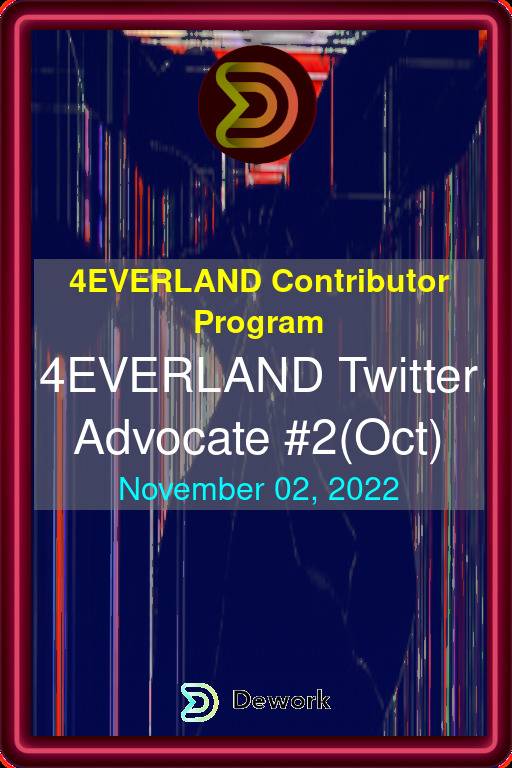 4EVERLAND Contributor
Program
4EVERLAND Twitter
Advocate #2(Oct)
November 02, 2022
Dework